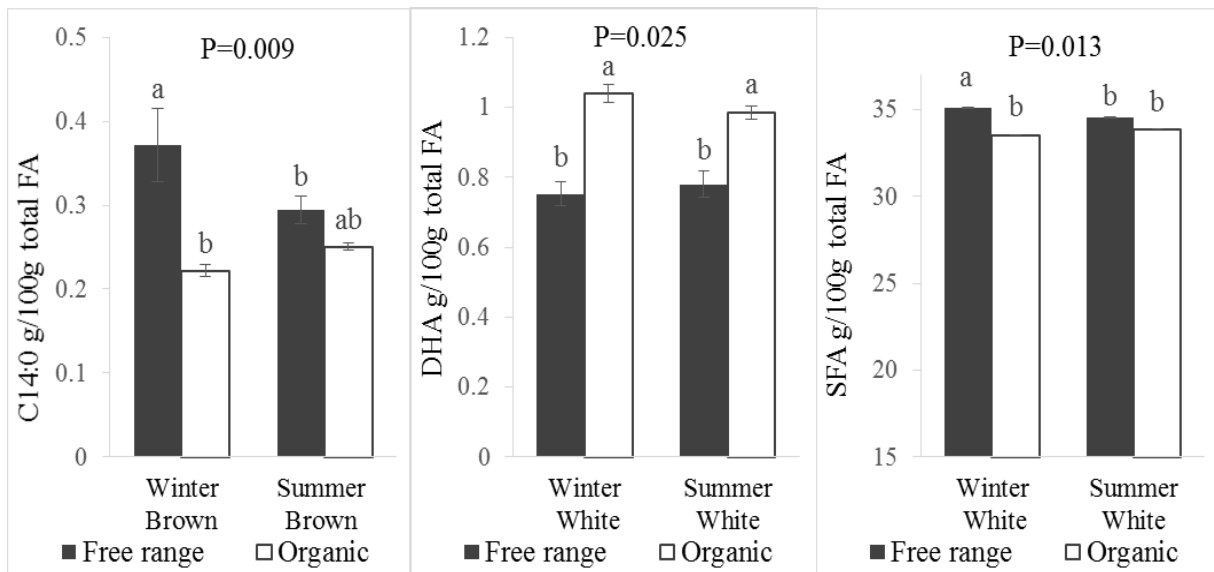 P=0.009
C14:0 g/100g total FA
0.5
0.4
0.3
0.2
0.1
0
a
b
b
ab
Winter Brown
Summer Brown
Free range
Organic
P=0.025
DHA g/100g total FA
1.2
1
0.8
0.6
0.4
0.2
0
b
a
b
a
Winter White
Summer White
Free range
Organic
P=0.013
SFA g/100g total FA
35
30
25
20
15
a
b
b
b
Winter White
Summer White
Free range
Organic